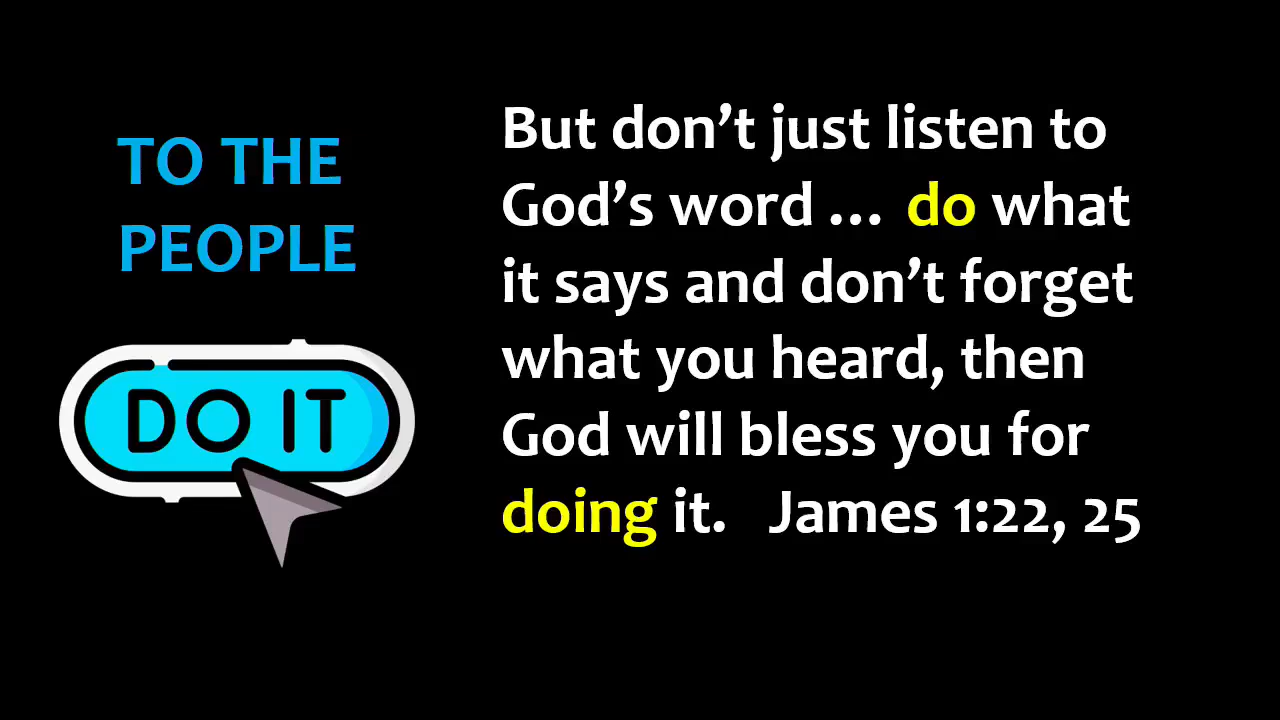 TO THE
PEOPLE
DO IT
But don’t just listen to
God’s word … do what
it says and don’t forget
what you heard, then
God will bless you for
doing it. James 1:22, 25